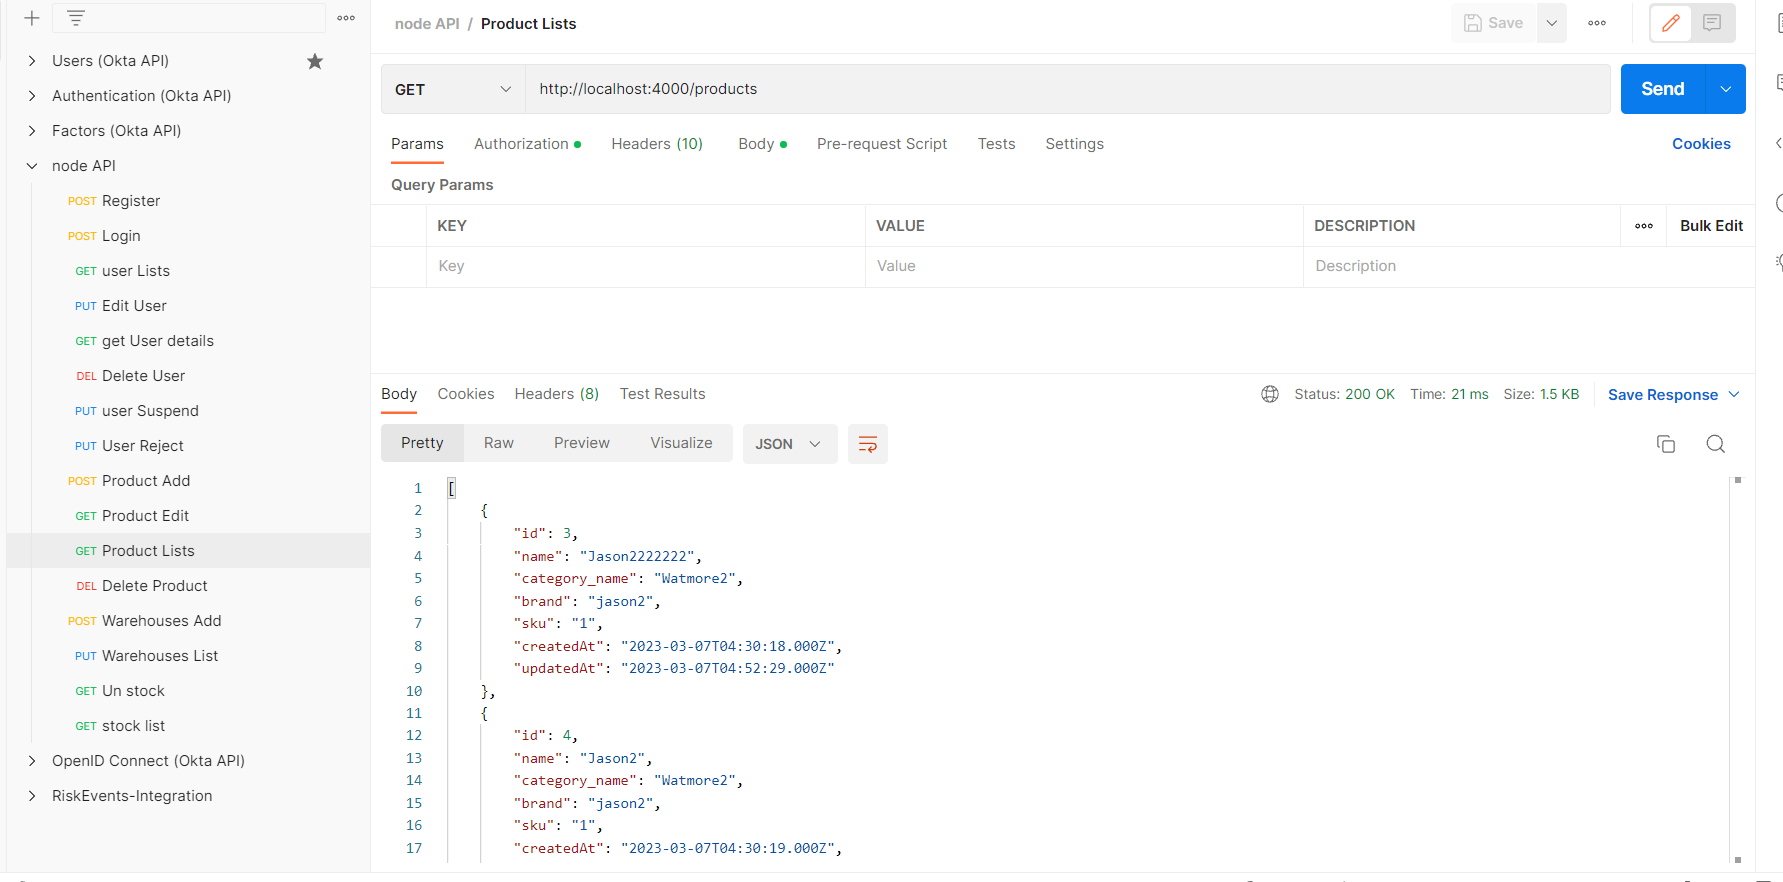 Users (Okta API)
Authentication (Okta API)
Factors (Okta API)
node API
POST Register
POST Login
GET user Lists
PUT Edit User
GET get User details
DEL Delete User
PUT user Suspend
PUT User Reject
POST Product Add
GET Product Edit
GET Product Lists
DEL Delete Product
POST Warehouses Add
PUT Warehouses List
GET Un stock
GET stock list
OpenID Connect (Okta API)
RiskEvents-Integration
node API / Product Lists
Save
GET http://localhost:4000/products
Send
Params Authorization Headers (10) Body Pre-request Script Tests Settings Cookies
Query Params
KEY VALUE DESCRIPTION Bulk Edit
Key Value Description
Body Cookies Headers (8) Test Results Status: 200 OK Time: 21 ms Size: 1.5 KB Save Response
Pretty Raw Preview Visualize JSON
1 [
2 {
3 "id": 3,
4 "name": "Jason2222222",
5 "category_name": "Watmore2",
6 "brand": "jason2",
7 "sku": "1",
8 "createdAt": "2023-03-07T04:30:18.000Z",
9 "updatedAt": "2023-03-07T04:52:29.000Z"
10 },
11 {
12 "id": 4,
13 "name": "Jason2",
14 "category_name": "Watmore2",
15 "brand": "jason2",
16 "sku": "1",
17 "createdAt": "2023-03-07T04:30:19.000Z",